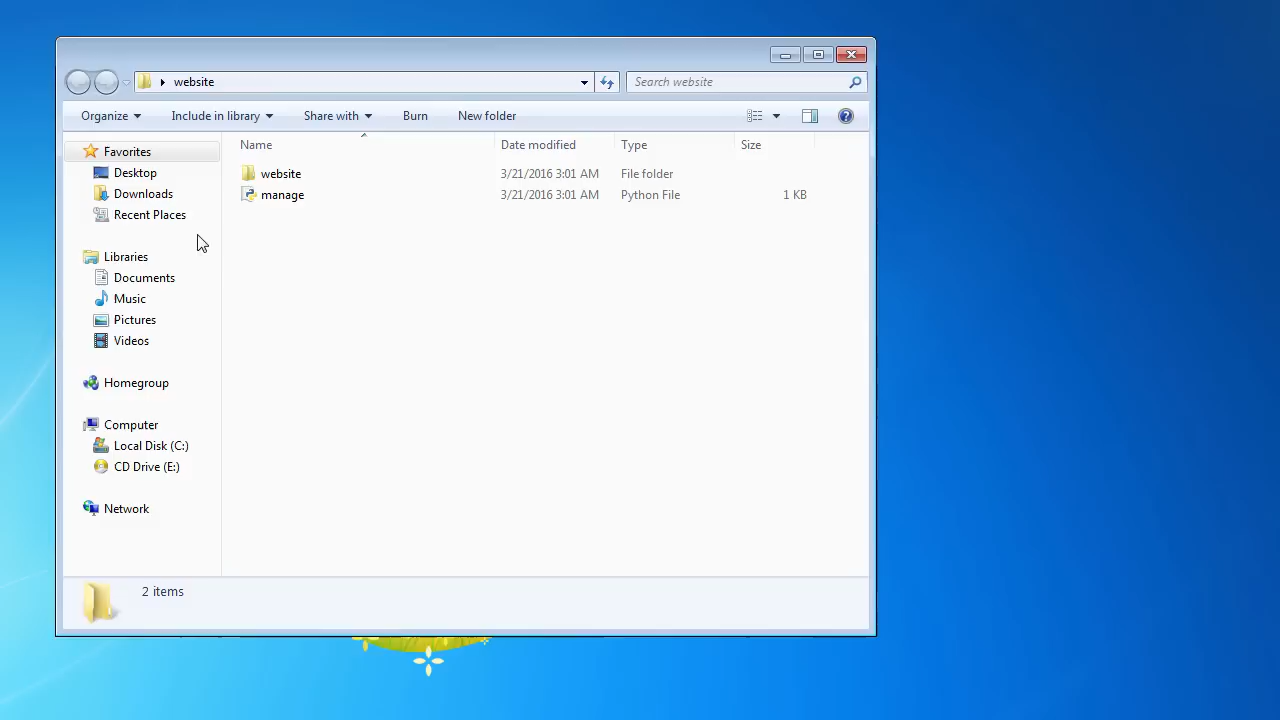 website
Search website
Organize Include in library Share with Burn New folder
Name Date modified Type Size
Favorites
Desktop
Downloads
Recent Places
Libraries
Documents
Music
Pictures
Videos
Homegroup
Computer
Local Disk (C:)
CD Drive (E:)
Network
website 3/21/2016 3:01 AM File folder
manage 3/21/2016 3:01 AM Python File 1 KB
2 items